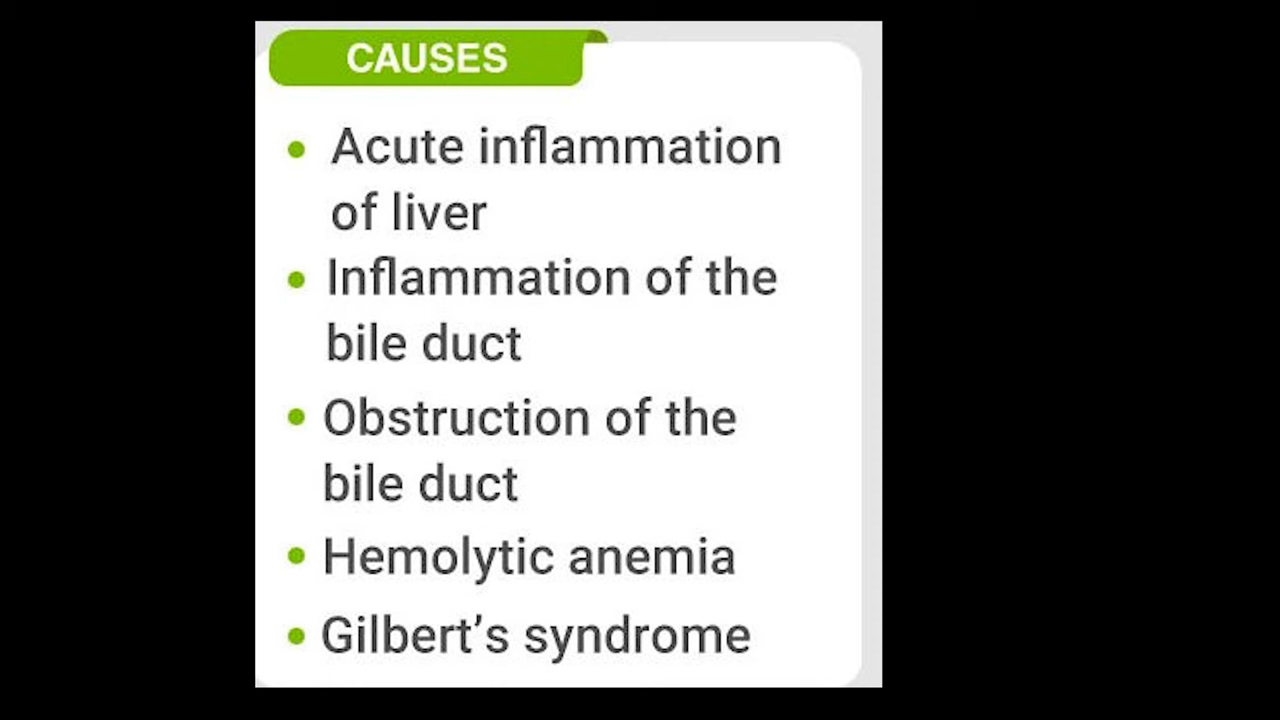 CAUSES
• Acute inflammation
of liver
• Inflammation of the
bile duct
• Obstruction of the
bile duct
• Hemolytic anemia
• Gilbert’s syndrome